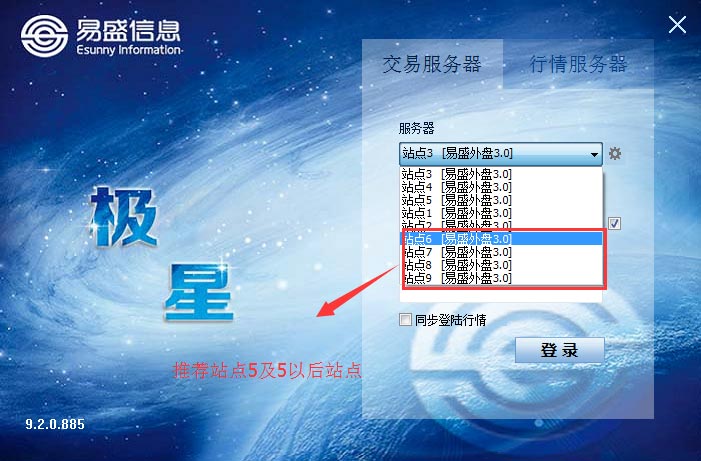 易盛信息
Esunny Information
交易服务器
行情服务器
服务器
站点3 [易盛外盘3.0]
站点3 [易盛外盘3.0]
站点4 [易盛外盘3.0]
站点5 [易盛外盘3.0]
站点1 [易盛外盘3.0]
站点2 [易盛外盘3.0]
站点6 [易盛外盘3.0]
站点7 [易盛外盘3.0]
站点8 [易盛外盘3.0]
站点9 [易盛外盘3.0]
极
星
同步登陆行情
登录
推荐站点5及5以后站点
9.2.0.885